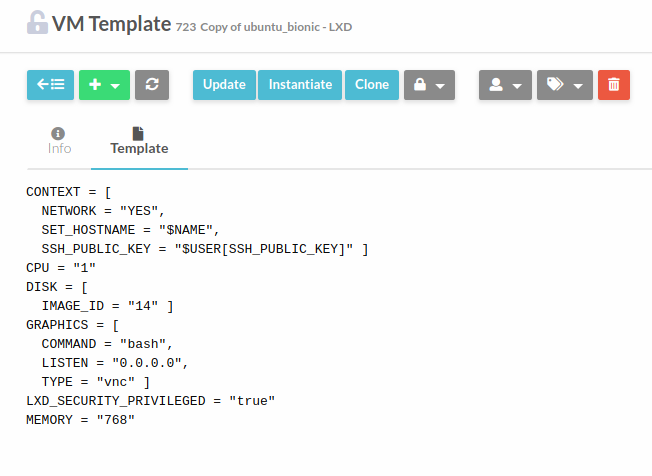 VM Template 723 Copy of ubuntu_bionic - LXD
Update Instantiate Clone
Info Template
CONTEXT = [
  NETWORK = "YES",
  SET_HOSTNAME = "$NAME",
  SSH_PUBLIC_KEY = "$USER[SSH_PUBLIC_KEY]" ]
CPU = "1"
DISK = [
  IMAGE_ID = "14" ]
GRAPHICS = [
  COMMAND = "bash",
  LISTEN = "0.0.0.0",
  TYPE = "vnc" ]
LXD_SECURITY_PRIVILEGED = "true"
MEMORY = "768"